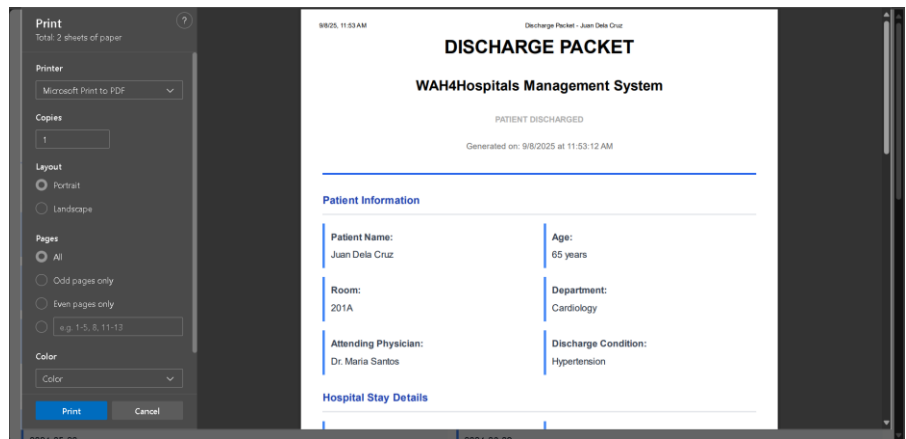 Print
?
Total: 2 sheets of paper
Printer
Microsoft Print to PDF
Copies
1
Layout
Portrait
Landscape
Pages
All
Odd pages only
Even pages only
e.g. 1-5, 8, 11-13
Color
Color
Print Cancel
9/8/25, 11:53 AM Discharge Packet - Juan Dela Cruz
DISCHARGE PACKET
WAH4Hospitals Management System
PATIENT DISCHARGED
Generated on: 9/8/2025 at 11:53:12 AM
Patient Information
Patient Name: Age:
Juan Dela Cruz 65 years
Room: Department:
201A Cardiology
Attending Physician: Discharge Condition:
Dr. Maria Santos Hypertension
Hospital Stay Details